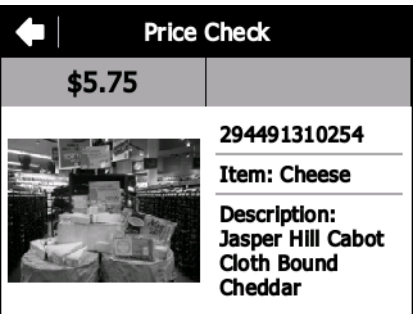 Price Check
$5.75
294491310254
Item: Cheese
Description:
Jasper Hill Cabot
Cloth Bound
Cheddar